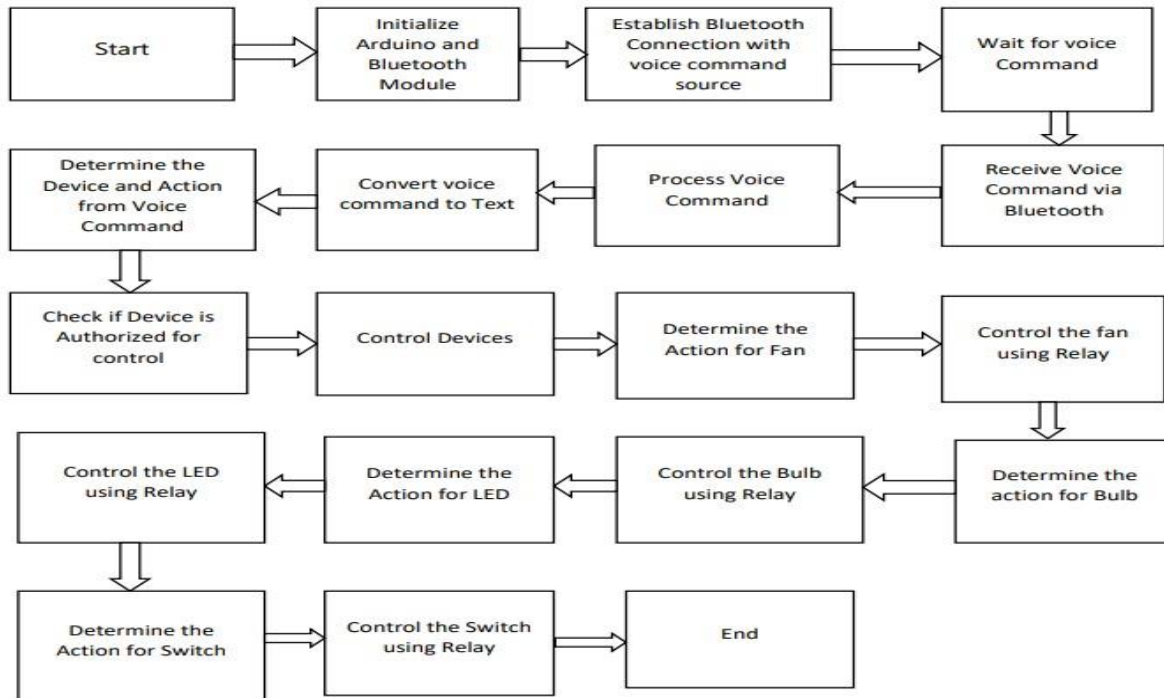 Start
Initialize
Arduino and
Bluetooth
Module
Establish Bluetooth
Connection with
voice command
source
Wait for voice
Command
Receive Voice
Command via
Bluetooth
Process Voice
Command
Convert voice
command to Text
Determine the
Device and Action
from Voice
Command
Check if Device is
Authorized for
control
Control Devices
Determine the
Action for Fan
Control the fan
using Relay
Determine the
action for Bulb
Control the Bulb
using Relay
Determine the
Action for LED
Control the LED
using Relay
Determine the
Action for Switch
Control the Switch
using Relay
End